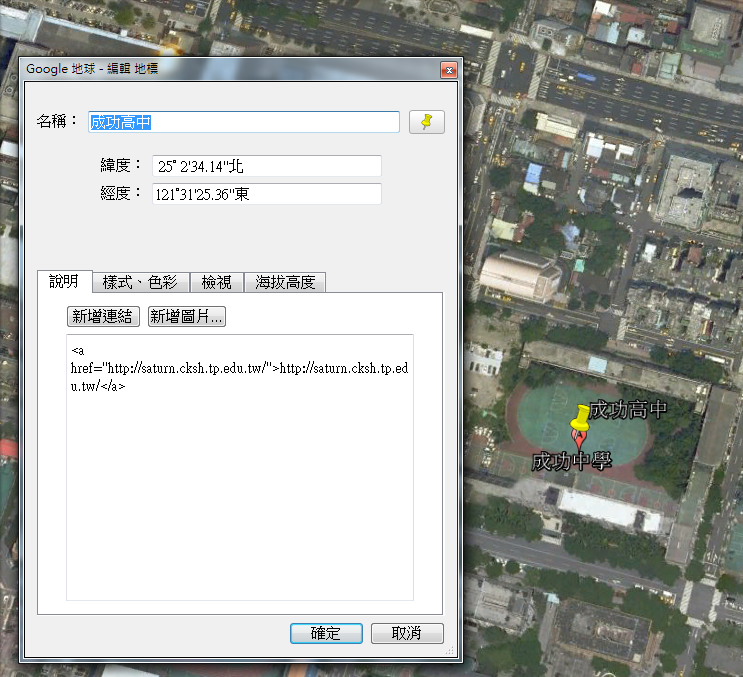 Google 地球 - 編輯 地標
名稱：
成功高中
緯度：
25° 2'34.14"北
經度：
121°31'25.36"東
說明
樣式、色彩
檢視
海拔高度
新增連結
新增圖片...
<a
href="http://saturn.cksh.tp.edu.tw/">http://saturn.cksh.tp.ed
u.tw/</a>
確定
取消
成功高中
A
成功中學